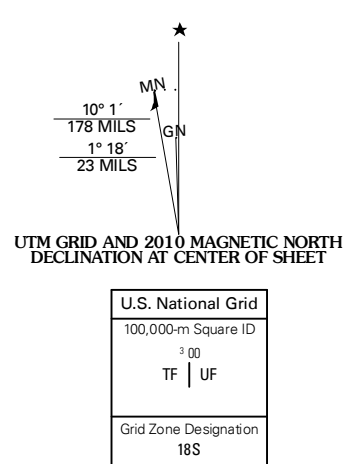 ★
MN
10° 1´
178 MILS
GN
1° 18´
23 MILS
UTM GRID AND 2010 MAGNETIC NORTH
DECLINATION AT CENTER OF SHEET
U.S. National Grid
100,000-m Square ID
3 00
TF | UF
Grid Zone Designation
18S